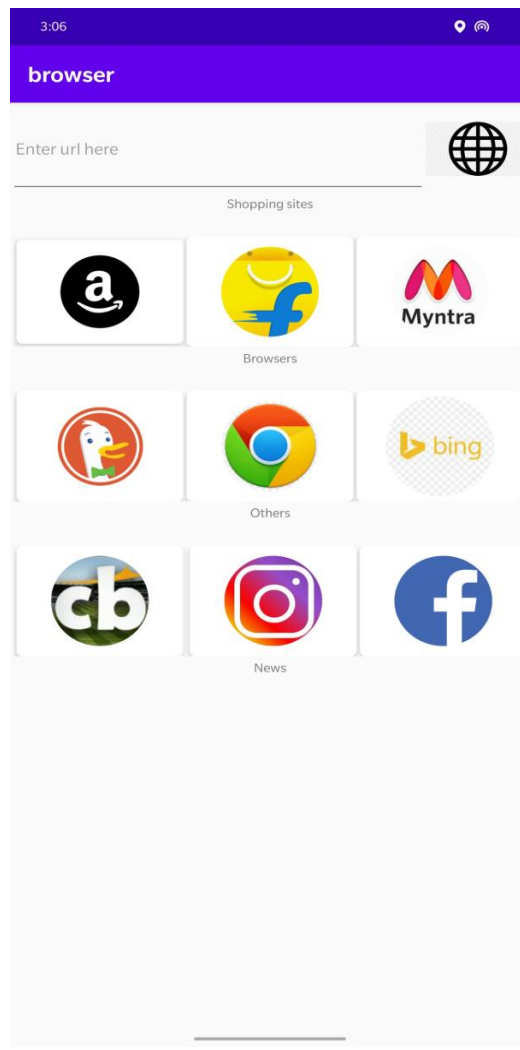 3:06
browser
Enter url here
Shopping sites
a
f
Myntra
Browsers
bing
Others
cb
f
News